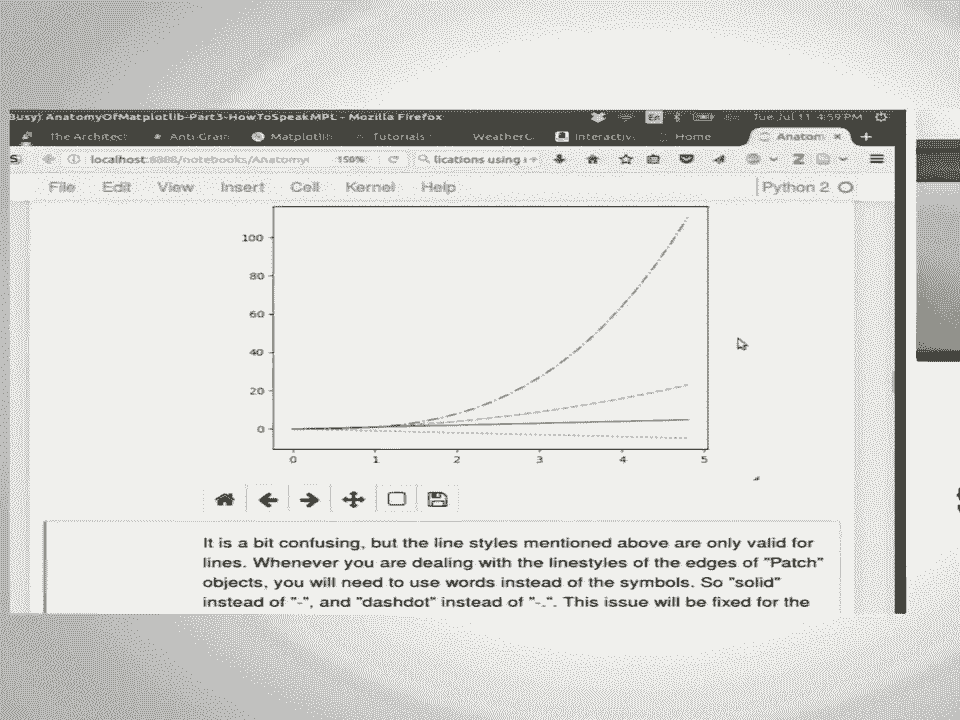 Busy) AnatomyOfMatplotlib-Part3-HowToSpeakMPL - Mozilla Firefox En Tue Jul 11 4:59 PM
The Architect Anti-Grain Matplotlib Tutorials WeatherC Interactiv Home Anatom × +
localhost:8888/notebooks/Anatomy 150% lications using
File Edit View Insert Cell Kernel Help Python 2
100
80
60
40
20
0
0 1 2 3 4 5
It is a bit confusing, but the line styles mentioned above are only valid for
lines. Whenever you are dealing with the linestyles of the edges of "Patch"
objects, you will need to use words instead of the symbols. So "solid"
instead of "-", and "dashdot" instead of "-.". This issue will be fixed for the